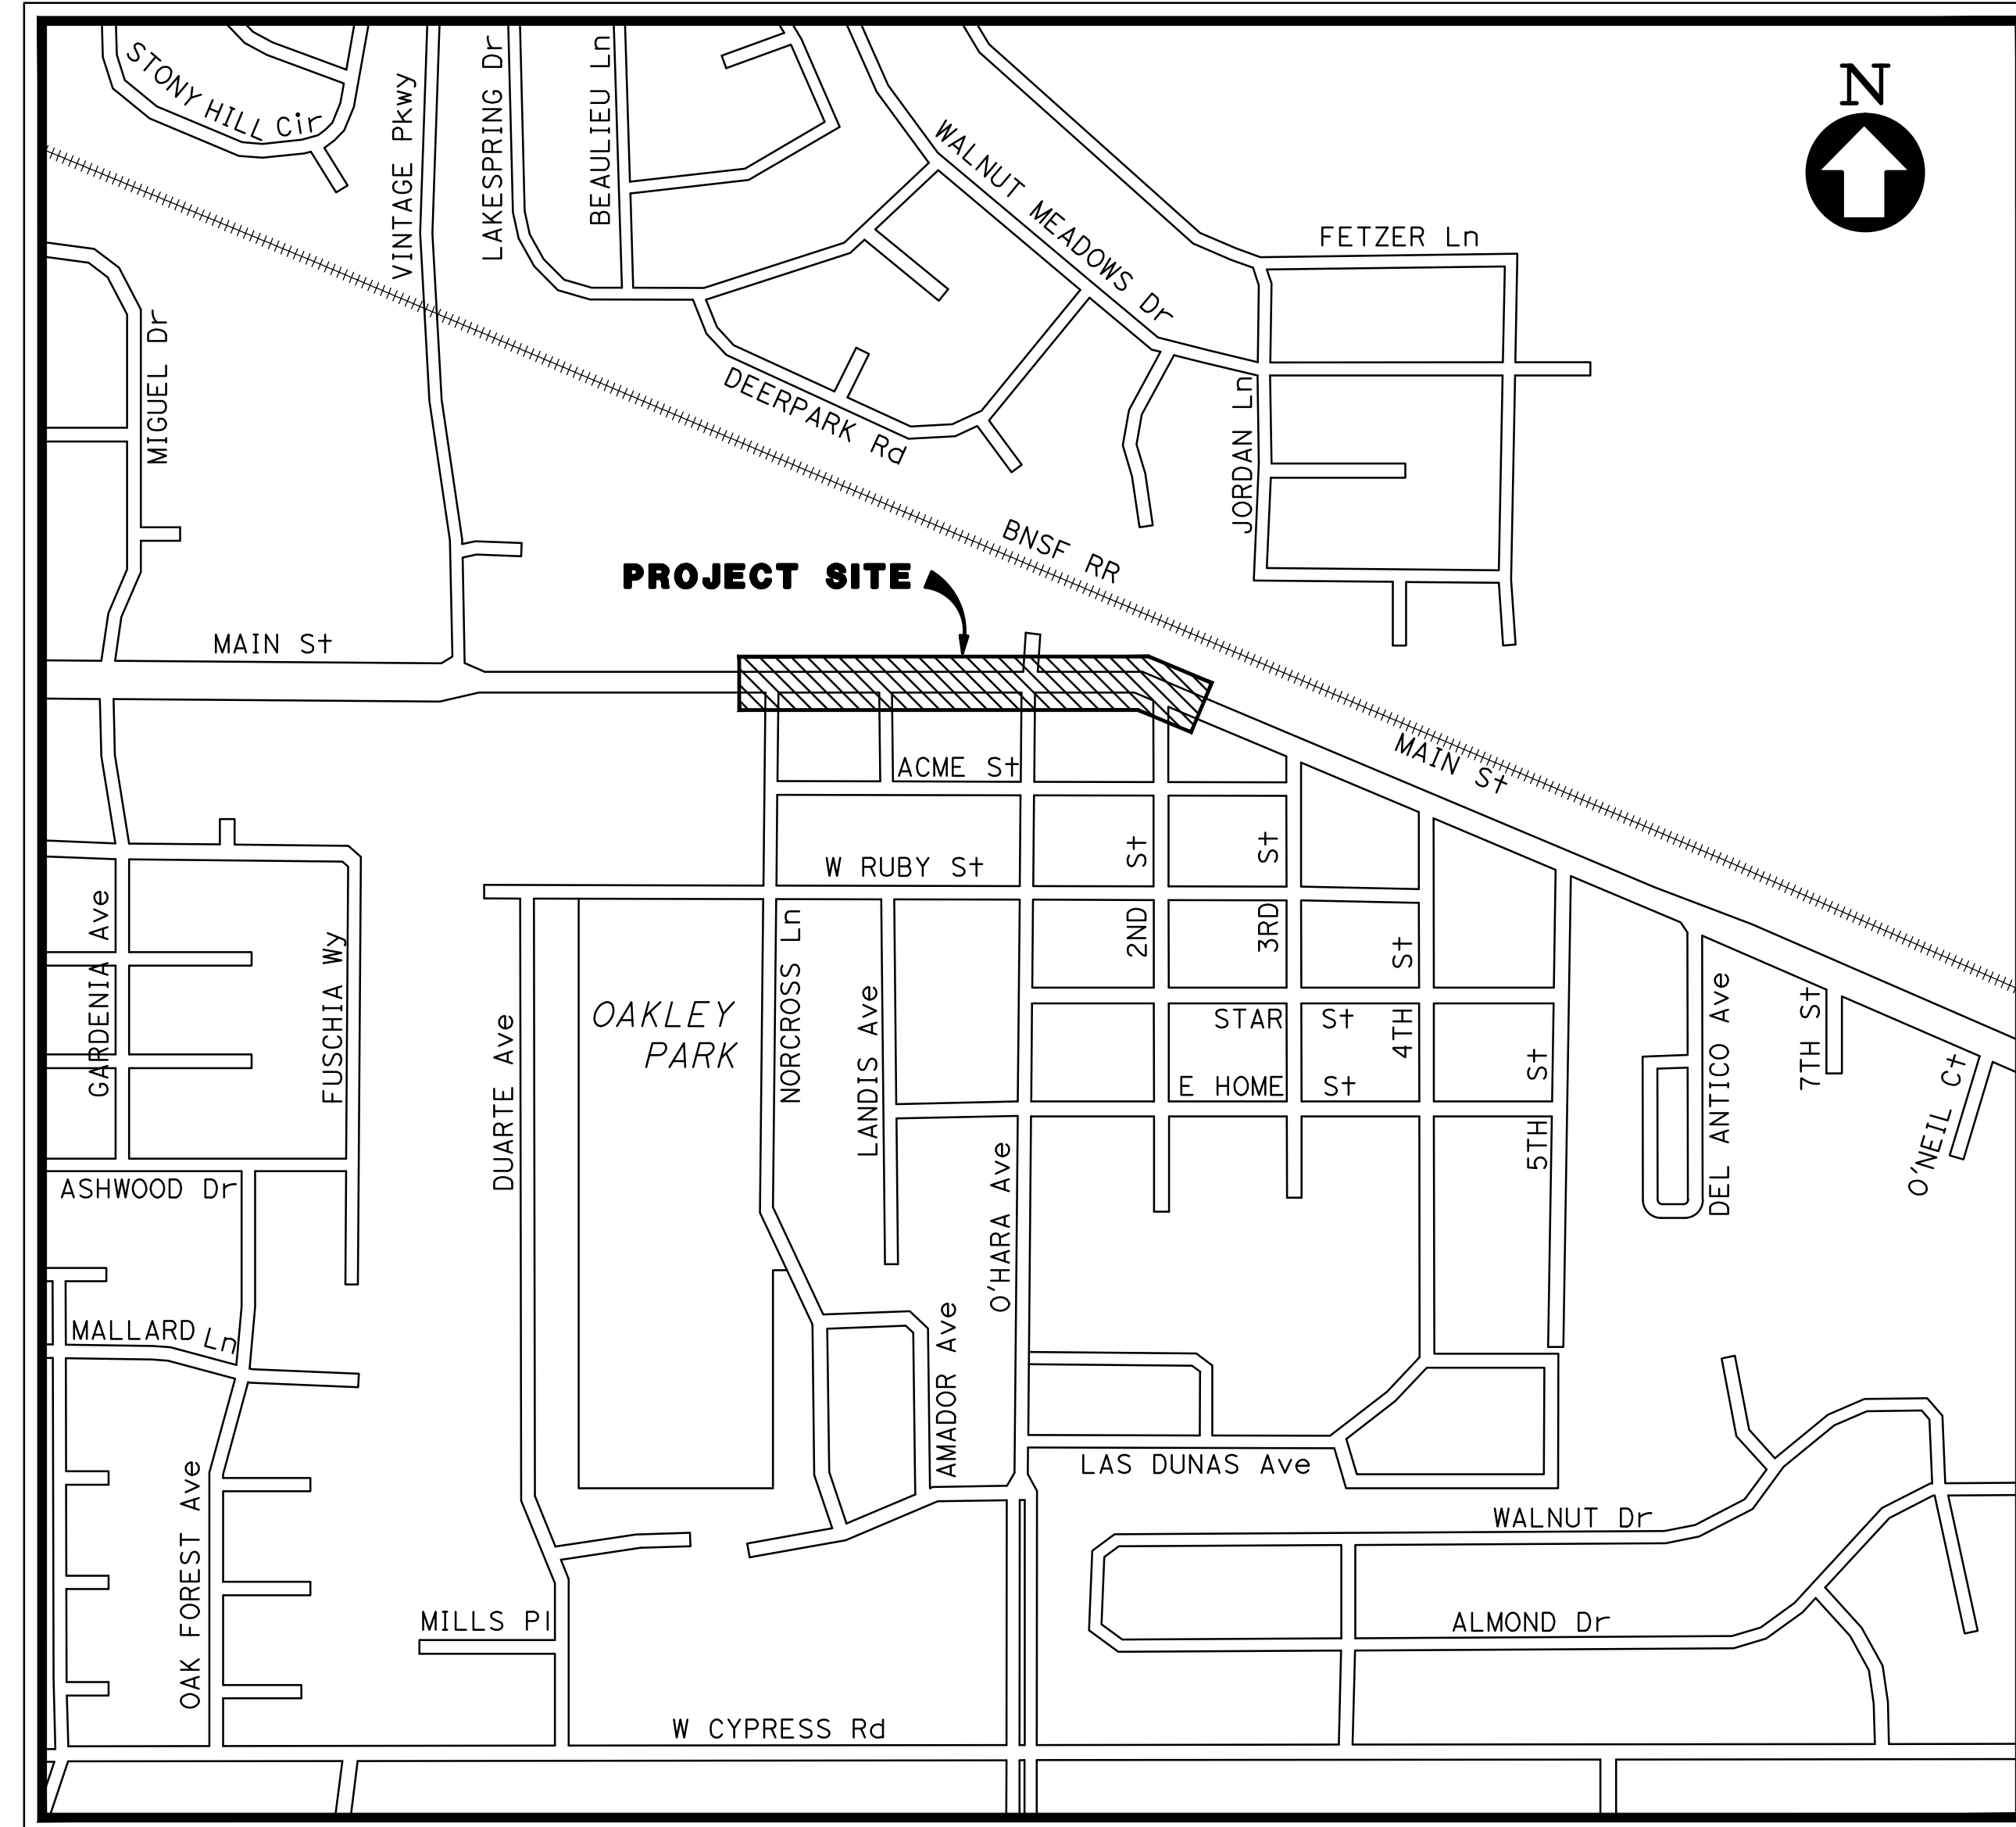 N
STONY HILL Cir
VINTAGE Pkwy
LAKESPRING Dr
BEAULIEU Ln
WALNUT MEADOWS Dr
FETZER Ln
MIGUEL Dr
DEERPARK Rd
JORDAN Ln
BNSF RR
PROJECT SITE
MAIN St
MAIN St
ACME St
W RUBY St
2ND St
3RD St
GARDENIA Ave
FUSCHIA Wy
DUARTE Ave
OAKLEY
PARK
NORCROSS Ln
LANDIS Ave
STAR St
4TH St
E HOME St
5TH St
DEL ANTICO Ave
7TH St
O'NEIL Ct
ASHWOOD Dr
O'HARA Ave
MALLARD Ln
AMADOR Ave
LAS DUNAS Ave
OAK FOREST Ave
WALNUT Dr
MILLS Pl
ALMOND Dr
W CYPRESS Rd